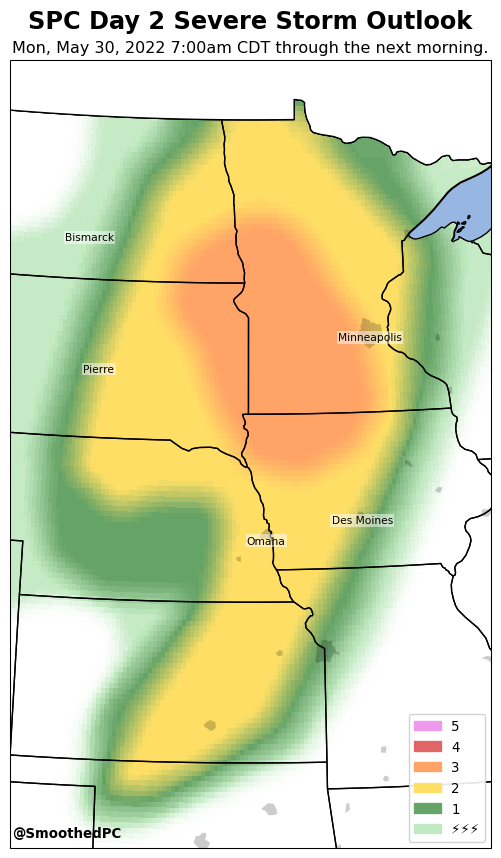 SPC Day 2 Severe Storm Outlook
Mon, May 30, 2022 7:00am CDT through the next morning.
Bismarck
Minneapolis
Pierre
Des Moines
Omaha
5
4
3
2
1
⚡⚡⚡
@SmoothedPC